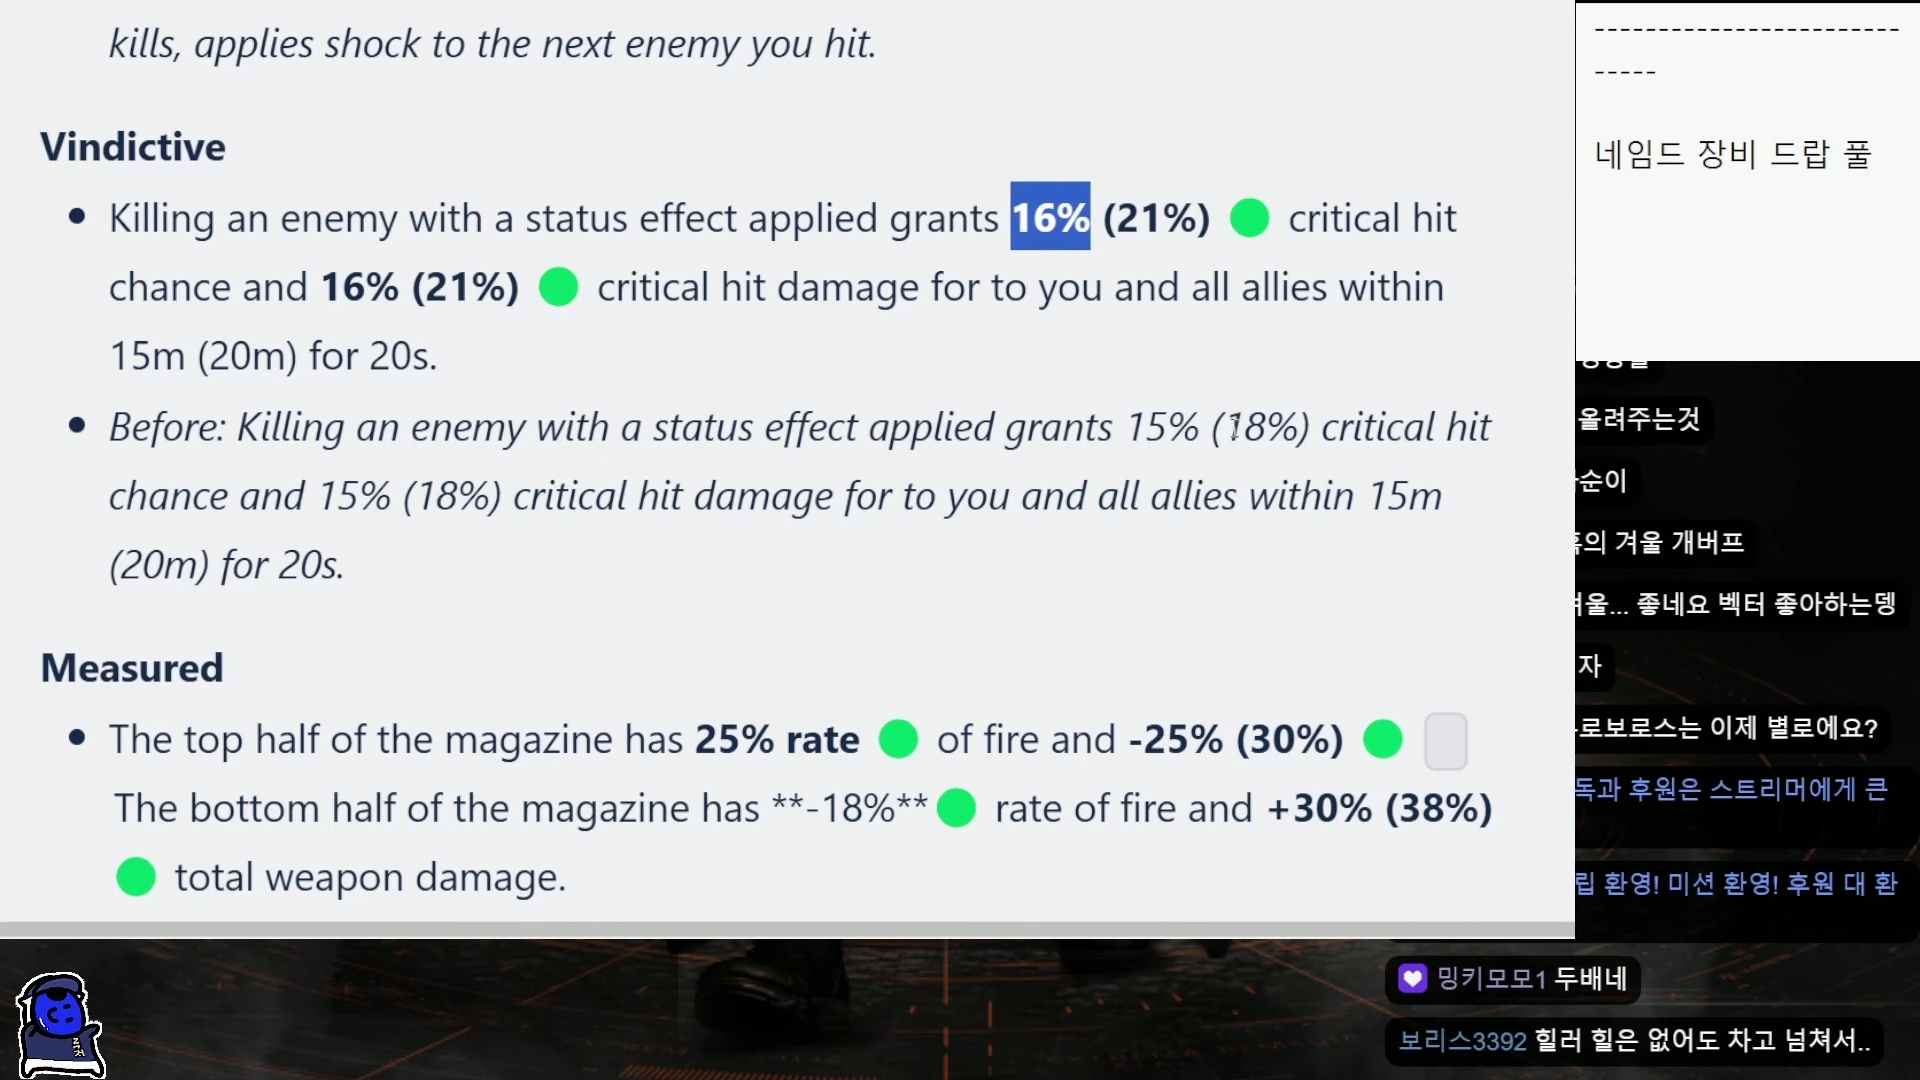 kills, applies shock to the next enemy you hit.
Vindictive
Killing an enemy with a status effect applied grants 16% (21%) critical hit
chance and 16% (21%) critical hit damage for to you and all allies within
15m (20m) for 20s.
Before: Killing an enemy with a status effect applied grants 15% (18%) critical hit
chance and 15% (18%) critical hit damage for to you and all allies within 15m
(20m) for 20s.
Measured
The top half of the magazine has 25% rate of fire and -25% (30%)
The bottom half of the magazine has **-18%** rate of fire and +30% (38%)
total weapon damage.
------------------------
-----
네임드 장비 드랍 풀
올려주는것
순이
의 겨울 개버프
울... 좋네요 벡터 좋아하는뎅
자
로보로스는 이제 별로에요?
독과 후원은 스트리머에게 큰
립 환영! 미션 환영! 후원 대 환
밍키모모1 두배네
보리스3392 힐러 힐은 없어도 차고 넘쳐서..